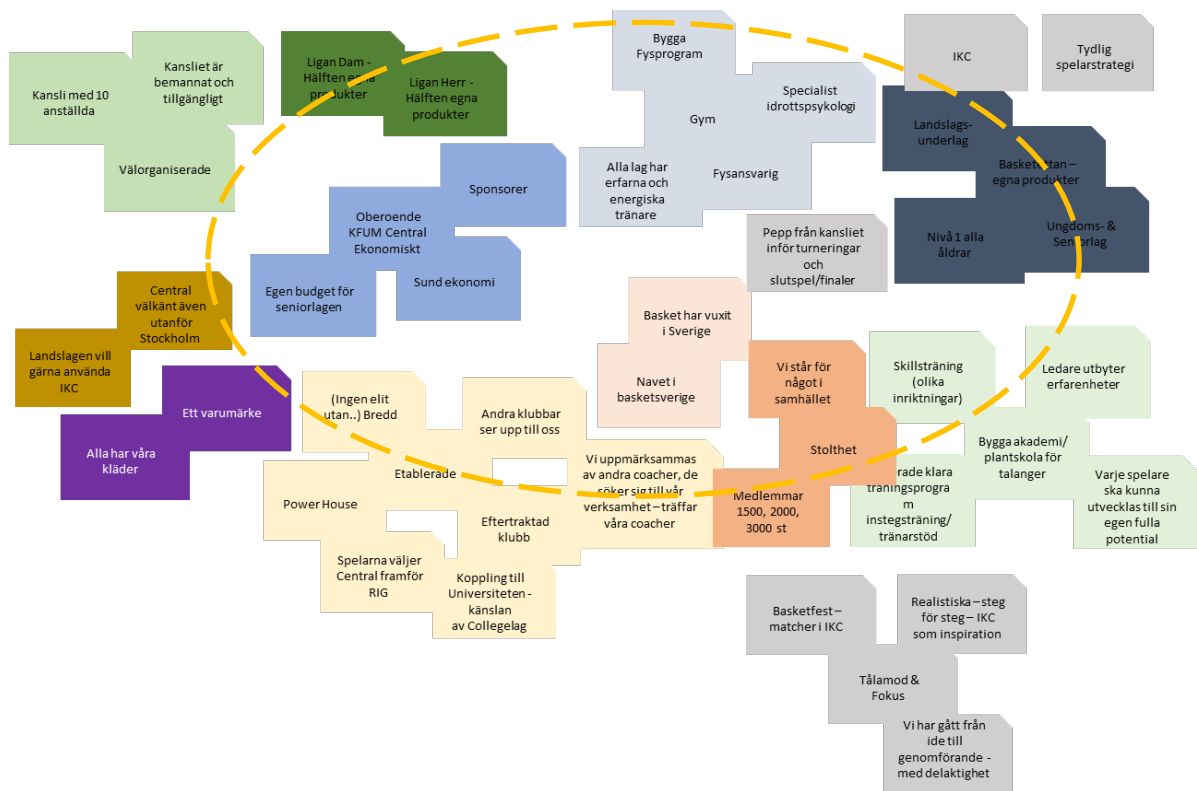 Kansli med 10
anställda
Kansliet är
bemannat och
tillgängligt
Välorganiserade
Ligan Dam -
Hälften egna
produkter
Ligan Herr -
Hälften egna
produkter
Sponsorer
Oberoende
KFUM Central
Ekonomiskt
Sund ekonomi
Egen budget för
seniorlagen
Bygga
Fysprogram
Specialist
idrottspsykologi
Gym
Fysansvarig
Alla lag har
erfarna och
energiska
tränare
IKC
Tydlig
spelarstrategi
Landslags-
underlag
Basketettan –
egna produkter
Nivå 1 alla
åldrar
Ungdoms- &
Seniorlag
Pepp från kansliet
inför turneringar
och
slutspel/finaler
Central
välkänt även
utanför
Stockholm
Landslagen vill
gärna använda
IKC
Ett varumärke
Alla har våra
kläder
Basket har vuxit
i Sverige
Navet i
basketsverige
Vi står för
något i
samhället
Stolthet
Medlemmar
1500, 2000,
3000 st
(Ingen elit
utan..) Bredd
Andra klubbar
ser upp till oss
Etablerade
Power House
Vi uppmärksammas
av andra coacher, de
söker sig till vår
verksamhet – träffar
våra coacher
Eftertraktad
klubb
Spelarna väljer
Central framför
RIG
Koppling till
Universiteten -
känslan
av Collegelag
Skillsträning
(olika
inriktningar)
Ledare utbyter
erfarenheter
Bygga akademi/
plantskola för
talanger
klara
träningsprogra
m
instegsträning/
tränarstöd
Varje spelare
ska kunna
utvecklas till sin
egen fulla
potential
Basketfest –
matcher i IKC
Realistiska – steg
för steg – IKC
som inspiration
Tålamod &
Fokus
Vi har gått från
ide till
genomförande -
med delaktighet